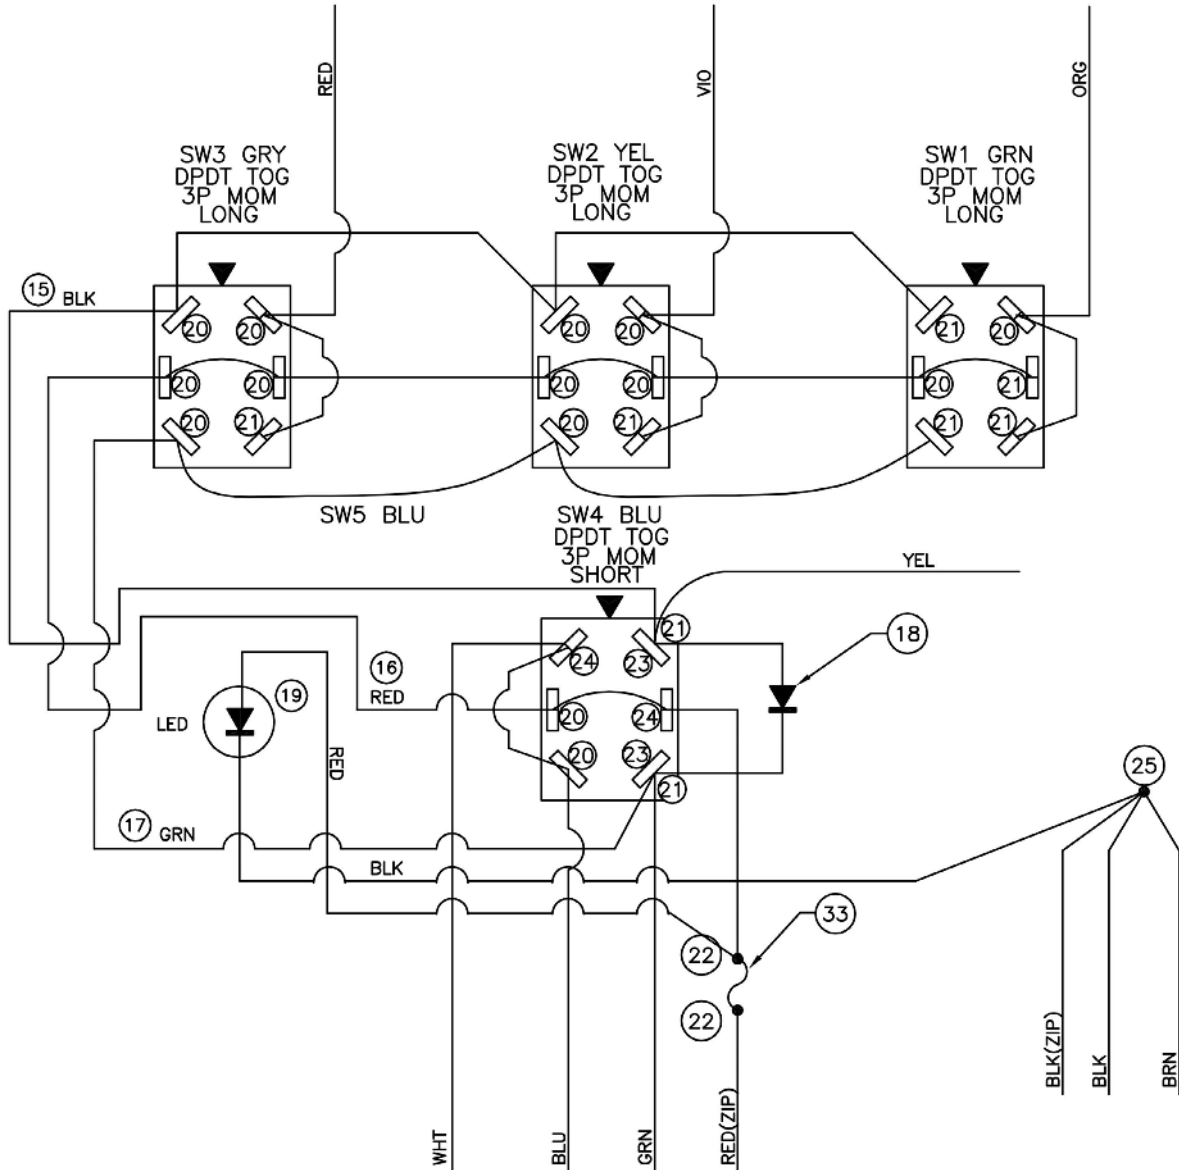 RED
VIO
ORG
SW3 GRY
DPDT TOG
3P MOM
LONG
SW2 YEL
DPDT TOG
3P MOM
LONG
SW1 GRN
DPDT TOG
3P MOM
LONG
15 BLK
20 20
20 20
20 21
20 20
20 20
20 21
21 20
20 21
21 21
SW5 BLU
SW4 BLU
DPDT TOG
3P MOM
SHORT
YEL
21
24 23
20 24
20 23
21
18
16
RED
19
LED
RED
25
17 GRN
BLK
33
22
22
WHT
BLU
GRN
RED(ZIP)
BLK(ZIP)
BLK
BRN